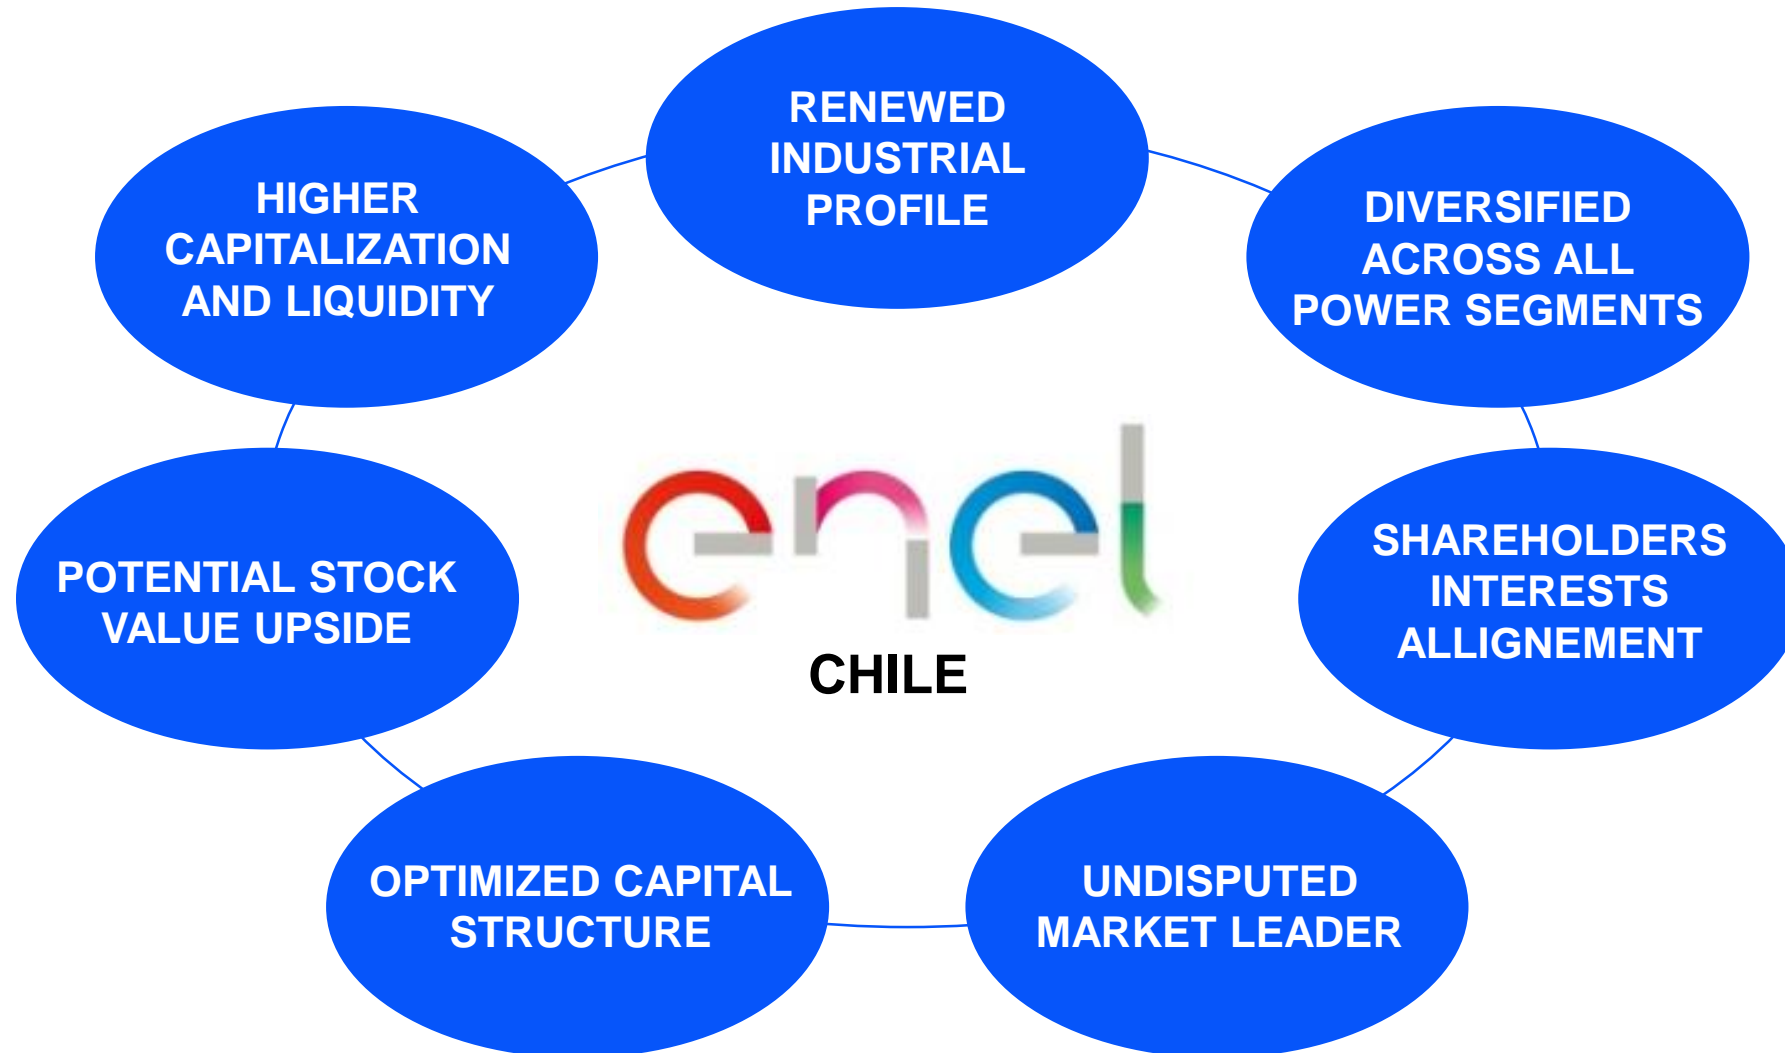 RENEWED
INDUSTRIAL
PROFILE
HIGHER
CAPITALIZATION
AND LIQUIDITY
DIVERSIFIED
ACROSS ALL
POWER SEGMENTS
enel
CHILE
POTENTIAL STOCK
VALUE UPSIDE
SHAREHOLDERS
INTERESTS
ALLIGNEMENT
OPTIMIZED CAPITAL
STRUCTURE
UNDISPUTED
MARKET LEADER